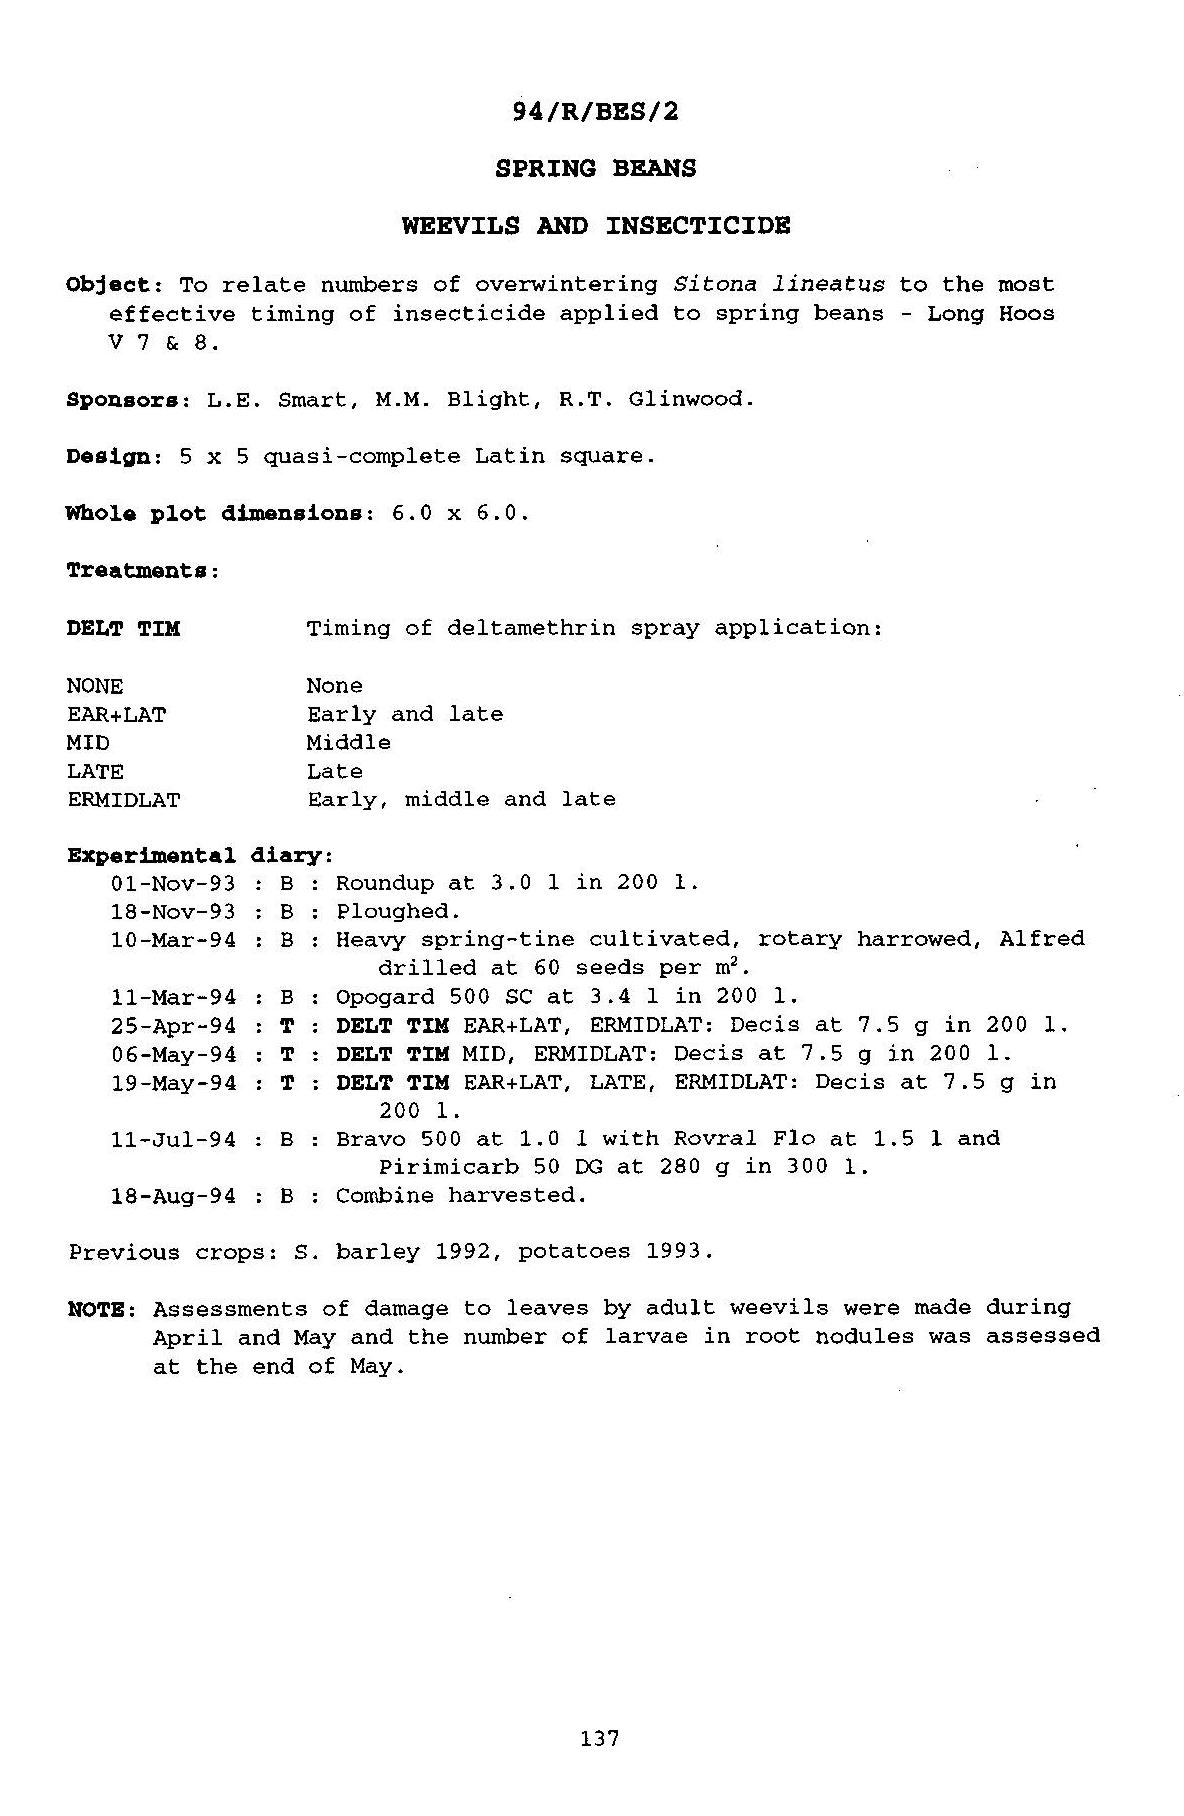 94/R/BES/2
SPRING BEANS
WEEVILS AND INSECTICIDE
Object: To relate numbers of overwintering Sitona lineatus to the most
effective timing of insecticide applied to spring beans - Long Hoos
V 7 & 8.
Sponsors: L.E. Smart, M.M. Blight, R.T. Glinwood.
Design: 5 x 5 quasi-complete Latin square.
Whole plot dimensions: 6.0 x 6.0.
Treatments:
DELT TIM Timing of deltamethrin spray application:
NONE None
EAR+LAT Early and late
MID Middle
LATE Late
ERMIDLAT Early, middle and late
Experimental diary:
01-Nov-93 : B : Roundup at 3.0 l in 200 l.
18-Nov-93 : B : Ploughed.
10-Mar-94 : B : Heavy spring-tine cultivated, rotary harrowed, Alfred
drilled at 60 seeds per m².
11-Mar-94 : B : Opogard 500 SC at 3.4 l in 200 l.
25-Apr-94 : T : DELT TIM EAR+LAT, ERMIDLAT: Decis at 7.5 g in 200 l.
06-May-94 : T : DELT TIM MID, ERMIDLAT: Decis at 7.5 g in 200 l.
19-May-94 : T : DELT TIM EAR+LAT, LATE, ERMIDLAT: Decis at 7.5 g in
200 l.
11-Jul-94 : B : Bravo 500 at 1.0 l with Rovral Flo at 1.5 l and
Pirimicarb 50 DG at 280 g in 300 l.
18-Aug-94 : B : Combine harvested.
Previous crops: S. barley 1992, potatoes 1993.
NOTE: Assessments of damage to leaves by adult weevils were made during
April and May and the number of larvae in root nodules was assessed
at the end of May.
137